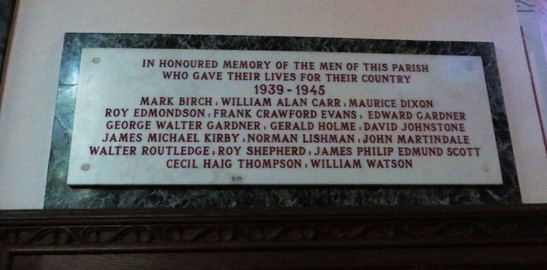 IN HONOURED MEMORY OF THE MEN OF THIS PARISH
WHO GAVE THEIR LIVES FOR THEIR COUNTRY
1939 - 1945
MARK BIRCH : WILLIAM ALAN CARR : MAURICE DIXON
ROY EDMONDSON : FRANK CRAWFORD EVANS : EDWARD GARDNER
GEORGE WALTER GARDNER : GERALD HOLME : DAVID JOHNSTONE
JAMES MICHAEL KIRBY : NORMAN LISHMAN : JOHN MARTINDALE
WALTER ROUTLEDGE : ROY SHEPHERD : JAMES PHILIP EDMUND SCOTT
CECIL HAIG THOMPSON : WILLIAM WATSON